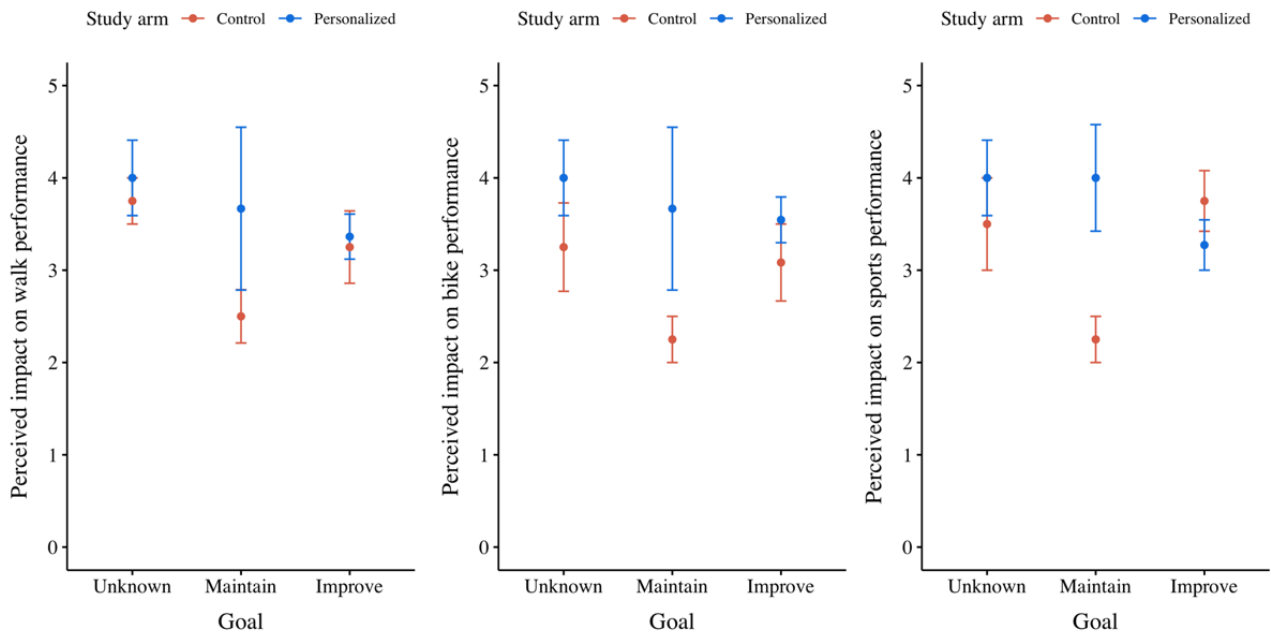 Study arm Control Personalized
Perceived impact on walk performance
5
4
3
2
1
0
Unknown Maintain Improve
Goal
Study arm Control Personalized
Perceived impact on bike performance
5
4
3
2
1
0
Unknown Maintain Improve
Goal
Study arm Control Personalized
Perceived impact on sports performance
5
4
3
2
1
0
Unknown Maintain Improve
Goal